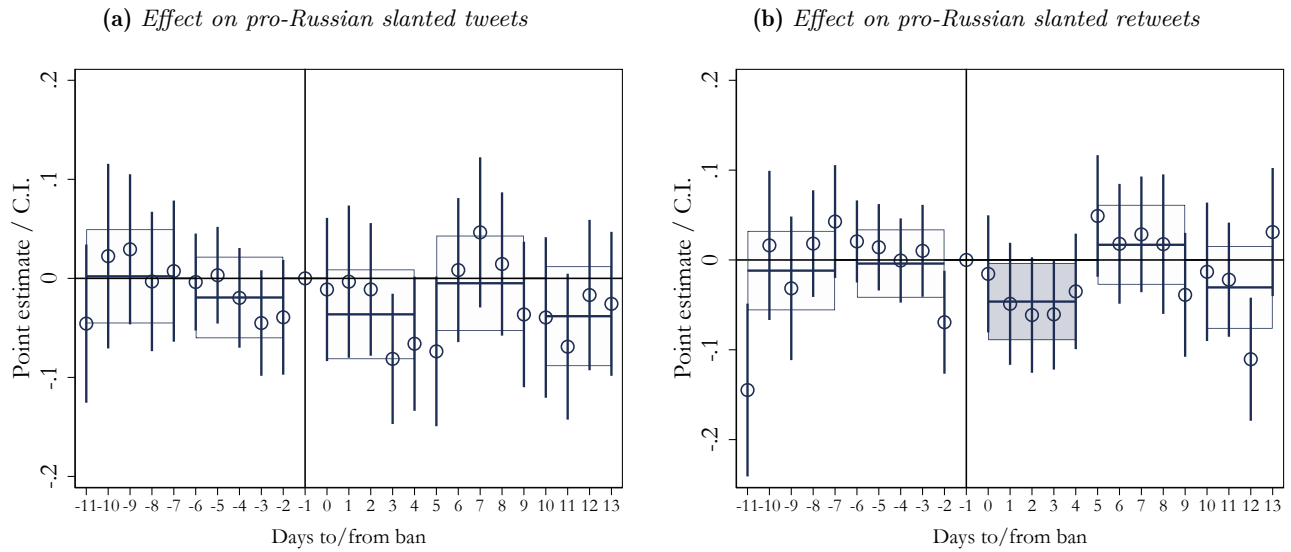 (a) Effect on pro-Russian slanted tweets
Point estimate / C.I.
.2
.1
0
-.1
-.2
-11 -10 -9 -8 -7 -6 -5 -4 -3 -2 -1 0 1 2 3 4 5 6 7 8 9 10 11 12 13
Days to/from ban
(b) Effect on pro-Russian slanted retweets
Point estimate / C.I.
.2
.1
0
-.1
-.2
-11 -10 -9 -8 -7 -6 -5 -4 -3 -2 -1 0 1 2 3 4 5 6 7 8 9 10 11 12 13
Days to/from ban